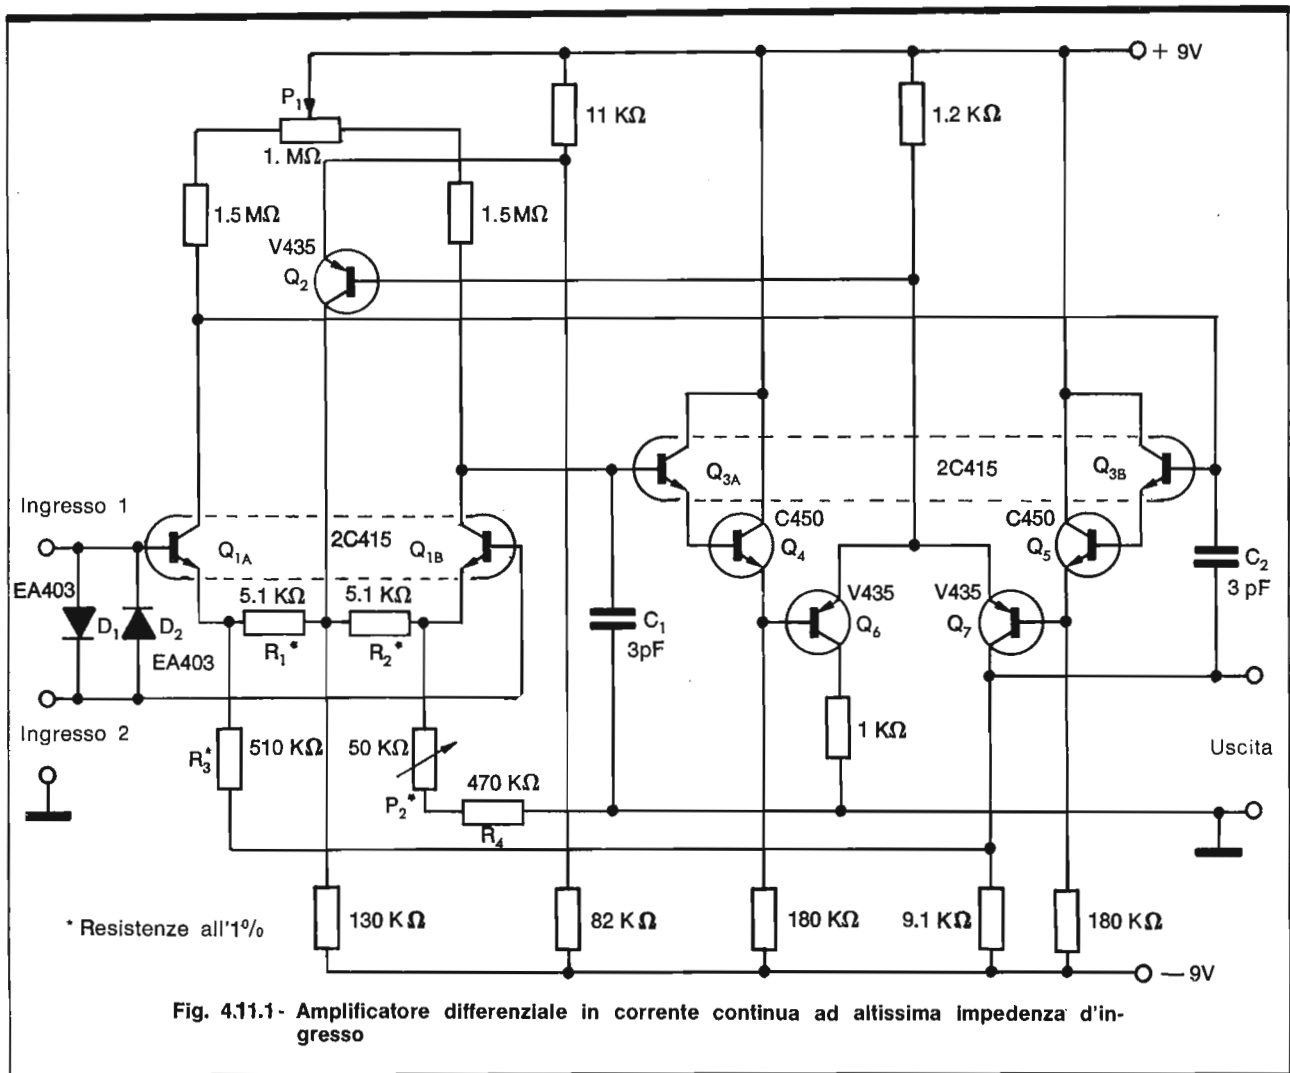 + 9V
P₁
1. MΩ
11 KΩ
1.2 KΩ
1.5 MΩ
1.5 MΩ
V435
Q₂
Ingresso 1
Q₁A
2C415
Q₁B
Q₃A
2C415
Q₃B
C450
Q₄
C450
Q₅
EA403
D₁
D₂
EA403
5.1 KΩ
R₁*
5.1 KΩ
R₂*
C₁
3pF
V435
Q₆
V435
Q₇
C₂
3 pF
Ingresso 2
R₃*
510 KΩ
50 KΩ
P₂*
470 KΩ
R₄
1 KΩ
Uscita
* Resistenze all'1%
130 KΩ
82 KΩ
180 KΩ
9.1 KΩ
180 KΩ
— 9V
Fig. 4.11.1 - Amplificatore differenziale in corrente continua ad altissima impedenza d'in-
gresso